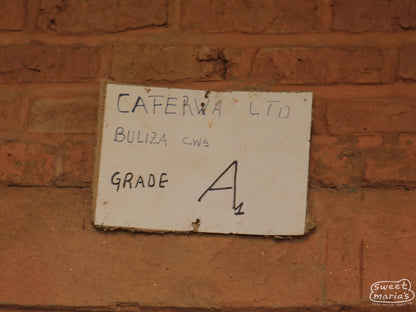 CAFERWA LTD
BULIZA CWS
GRADE A1
sweet
maria's